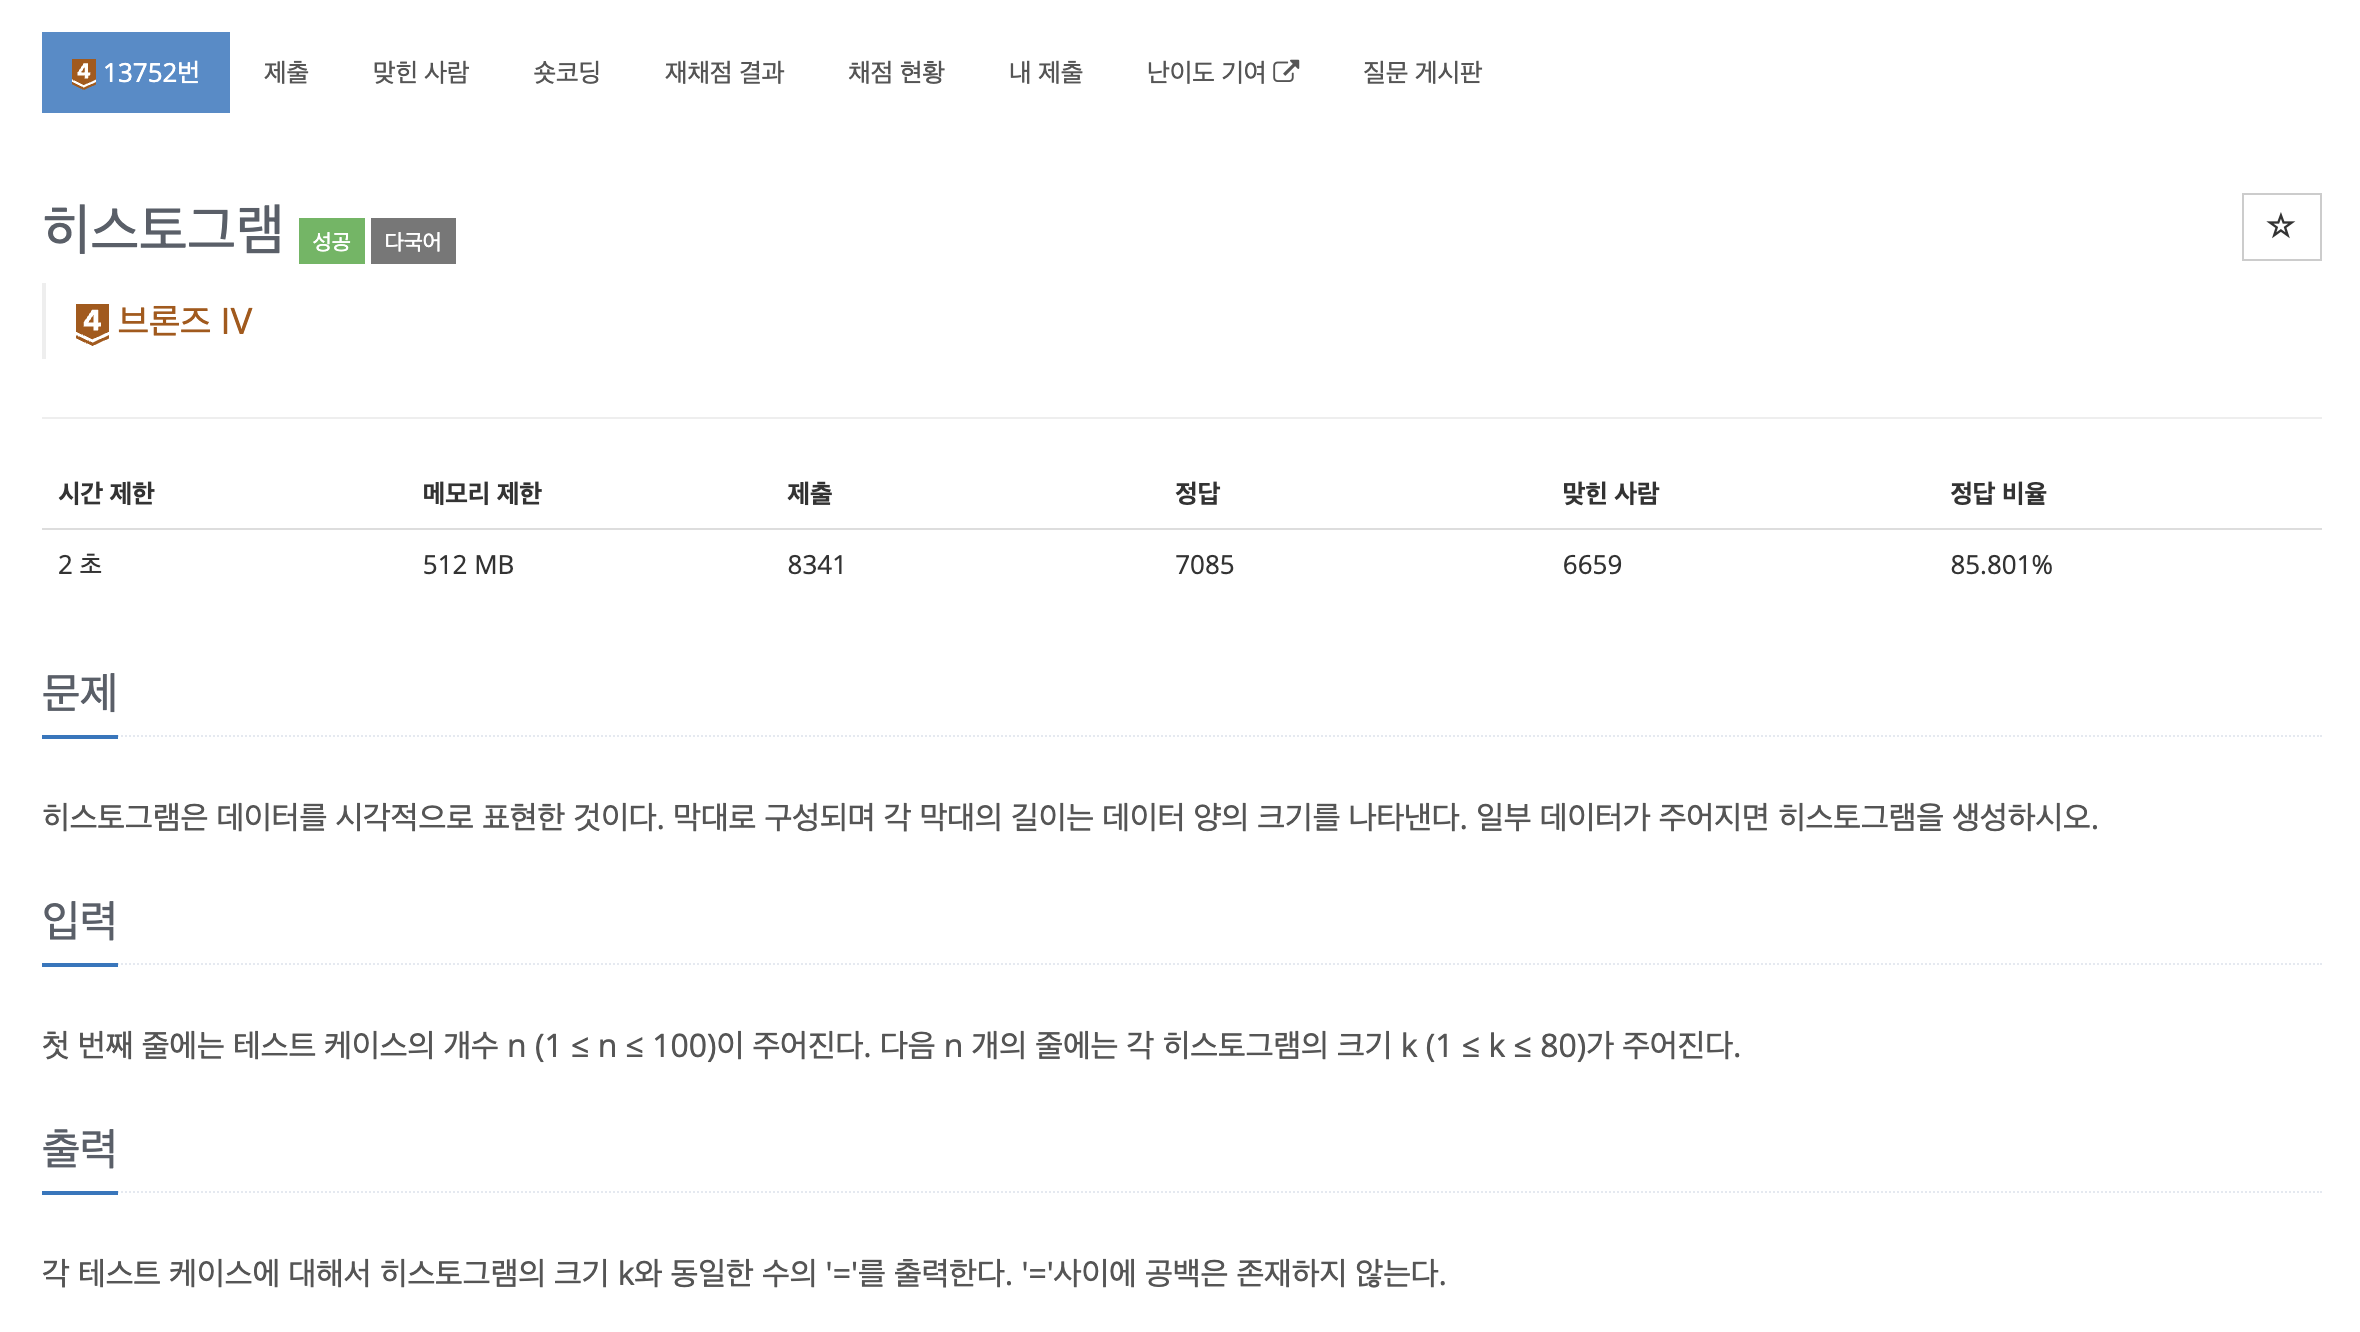 4 13752번 제출 맞힌 사람 숏코딩 재채점 결과 채점 현황 내 제출 난이도 기여 질문 게시판
히스토그램 성공 다국어
4 브론즈 IV
시간 제한 메모리 제한 제출 정답 맞힌 사람 정답 비율
2 초 512 MB 8341 7085 6659 85.801%
문제
히스토그램은 데이터를 시각적으로 표현한 것이다. 막대로 구성되며 각 막대의 길이는 데이터 양의 크기를 나타낸다. 일부 데이터가 주어지면 히스토그램을 생성하시오.
입력
첫 번째 줄에는 테스트 케이스의 개수 n (1 ≤ n ≤ 100)이 주어진다. 다음 n 개의 줄에는 각 히스토그램의 크기 k (1 ≤ k ≤ 80)가 주어진다.
출력
각 테스트 케이스에 대해서 히스토그램의 크기 k와 동일한 수의 '='를 출력한다. '='사이에 공백은 존재하지 않는다.